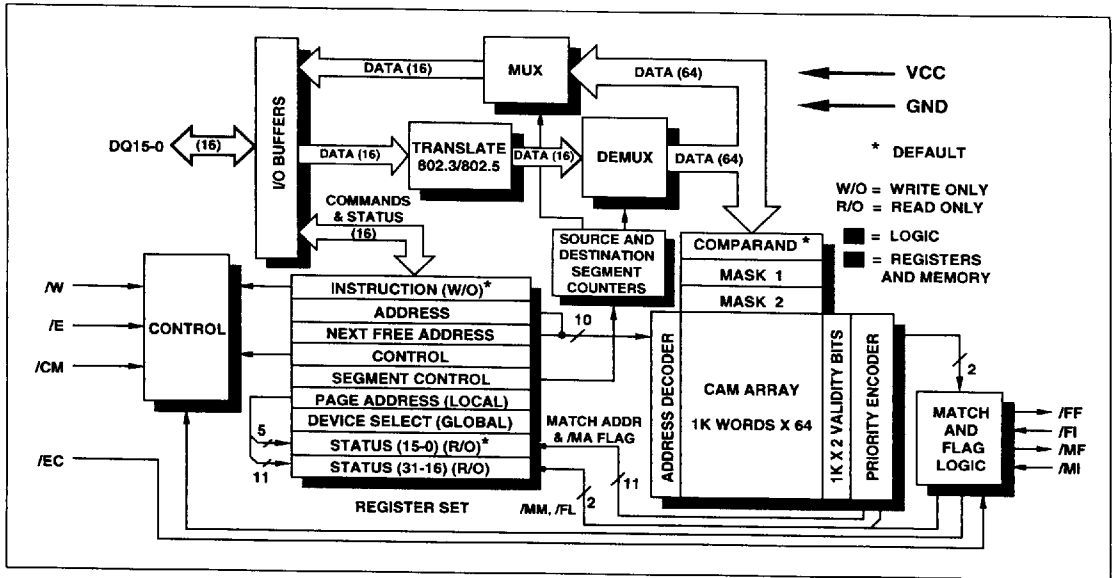 DQ15-0
(16)
I/O BUFFERS
DATA (16)
MUX
DATA (64)
VCC
GND
DATA (16)
TRANSLATE
802.3/802.5
DATA (16)
DEMUX
DATA (64)
* DEFAULT
W/O = WRITE ONLY
R/O = READ ONLY
= LOGIC
= REGISTERS
AND MEMORY
COMMANDS
& STATUS
(16)
SOURCE AND
DESTINATION
SEGMENT
COUNTERS
COMPARAND *
MASK 1
MASK 2
/W
/E
/CM
/EC
CONTROL
INSTRUCTION (W/O)*
ADDRESS
NEXT FREE ADDRESS
CONTROL
SEGMENT CONTROL
PAGE ADDRESS (LOCAL)
DEVICE SELECT (GLOBAL)
STATUS (15-0) (R/O)*
STATUS (31-16) (R/O)
REGISTER SET
5
11
10
MATCH ADDR
& /MA FLAG
11
/MM, /FL
2
ADDRESS DECODER
CAM ARRAY
1K WORDS X 64
1K X 2 VALIDITY BITS
PRIORITY ENCODER
2
MATCH
AND
FLAG
LOGIC
/FF
/FI
/MF
/MI